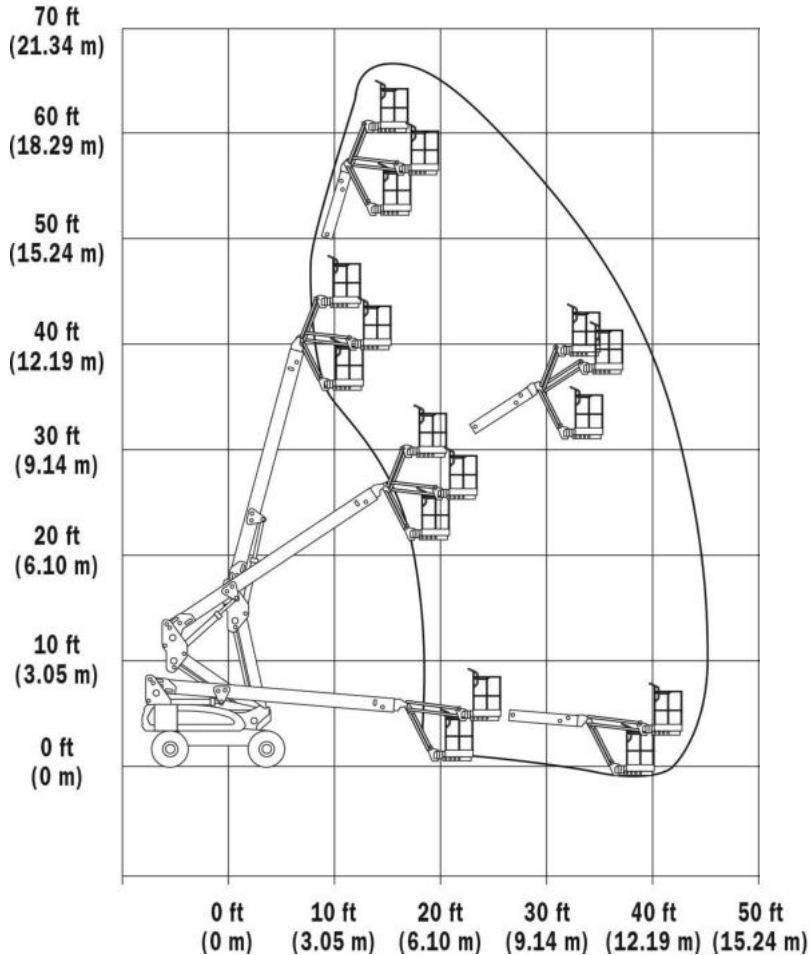 70 ft
(21.34 m)
60 ft
(18.29 m)
50 ft
(15.24 m)
40 ft
(12.19 m)
30 ft
(9.14 m)
20 ft
(6.10 m)
10 ft
(3.05 m)
0 ft
(0 m)
0 ft 10 ft 20 ft 30 ft 40 ft 50 ft
(0 m) (3.05 m) (6.10 m) (9.14 m) (12.19 m) (15.24 m)